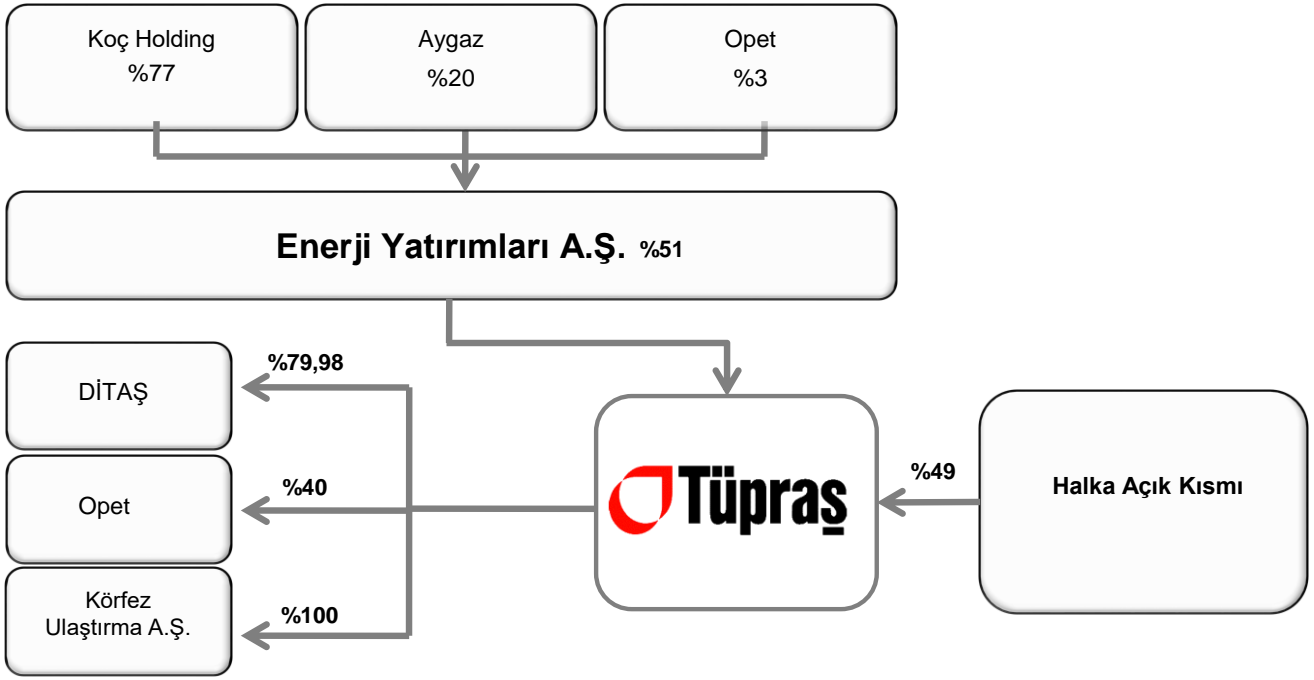 Koç Holding
%77
Aygaz
%20
Opet
%3
Enerji Yatırımları A.Ş. %51
%79,98
DİTAŞ
%40
Opet
%100
Körfez
Ulaştırma A.Ş.
Tüpraş
%49
Halka Açık Kısmı